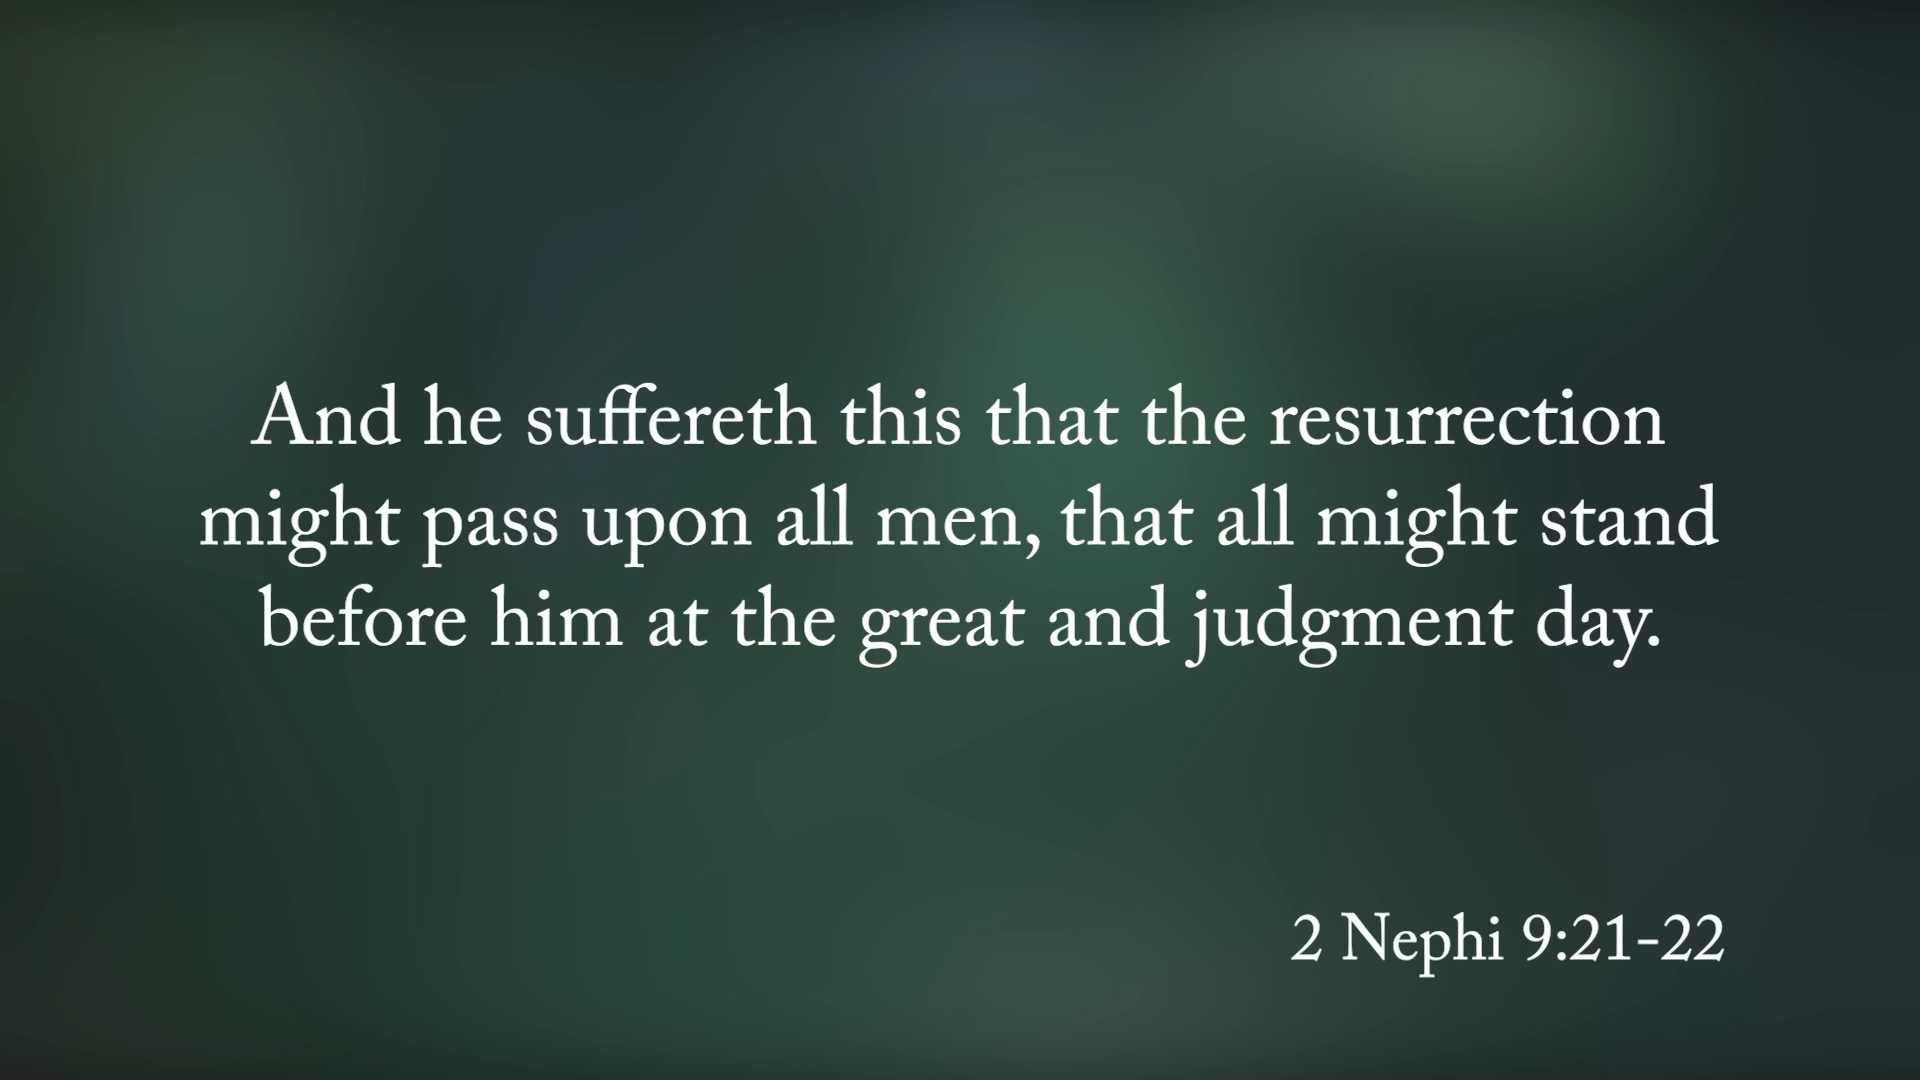 And he suffereth this that the resurrection
might pass upon all men, that all might stand
before him at the great and judgment day.
2 Nephi 9:21-22